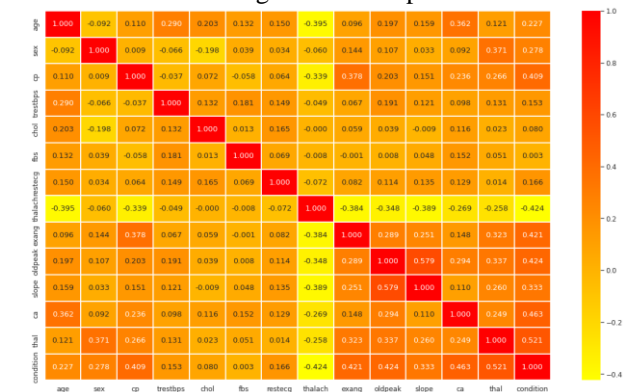 age 1.000 -0.092 0.110 0.290 0.203 0.132 0.150 -0.395 0.096 0.197 0.159 0.362 0.121 0.227
sex -0.092 1.000 0.009 -0.066 -0.198 0.039 0.034 -0.060 0.144 0.107 0.033 0.092 0.371 0.278
cp 0.110 0.009 1.000 -0.037 0.072 -0.058 0.064 -0.339 0.378 0.203 0.151 0.236 0.266 0.409
trestbps 0.290 -0.066 -0.037 1.000 0.132 0.181 0.149 -0.049 0.067 0.191 0.121 0.098 0.131 0.153
chol 0.203 -0.198 0.072 0.132 1.000 0.013 0.165 -0.000 0.059 0.039 -0.009 0.116 0.023 0.080
fbs 0.132 0.039 -0.058 0.181 0.013 1.000 0.069 -0.008 -0.001 0.008 0.048 0.152 0.051 0.003
restecg 0.150 0.034 0.064 0.149 0.165 0.069 1.000 -0.072 0.082 0.114 0.135 0.129 0.014 0.166
thalach -0.395 -0.060 -0.339 -0.049 -0.000 -0.008 -0.072 1.000 -0.384 -0.348 -0.389 -0.269 -0.258 -0.424
exang 0.096 0.144 0.378 0.067 0.059 -0.001 0.082 -0.384 1.000 0.289 0.251 0.148 0.323 0.421
oldpeak 0.197 0.107 0.203 0.191 0.039 0.008 0.114 -0.348 0.289 1.000 0.579 0.294 0.337 0.424
slope 0.159 0.033 0.151 0.121 -0.009 0.048 0.135 -0.389 0.251 0.579 1.000 0.110 0.260 0.333
ca 0.362 0.092 0.236 0.098 0.116 0.152 0.129 -0.269 0.148 0.294 0.110 1.000 0.249 0.463
thal 0.121 0.371 0.266 0.131 0.023 0.051 0.014 -0.258 0.323 0.337 0.260 0.249 1.000 0.521
condition 0.227 0.278 0.409 0.153 0.080 0.003 0.166 -0.424 0.421 0.424 0.333 0.463 0.521 1.000
age sex cp trestbps chol fbs restecg thalach exang oldpeak slope ca thal condition
1.0
0.8
0.6
0.4
0.2
0.0
-0.2
-0.4